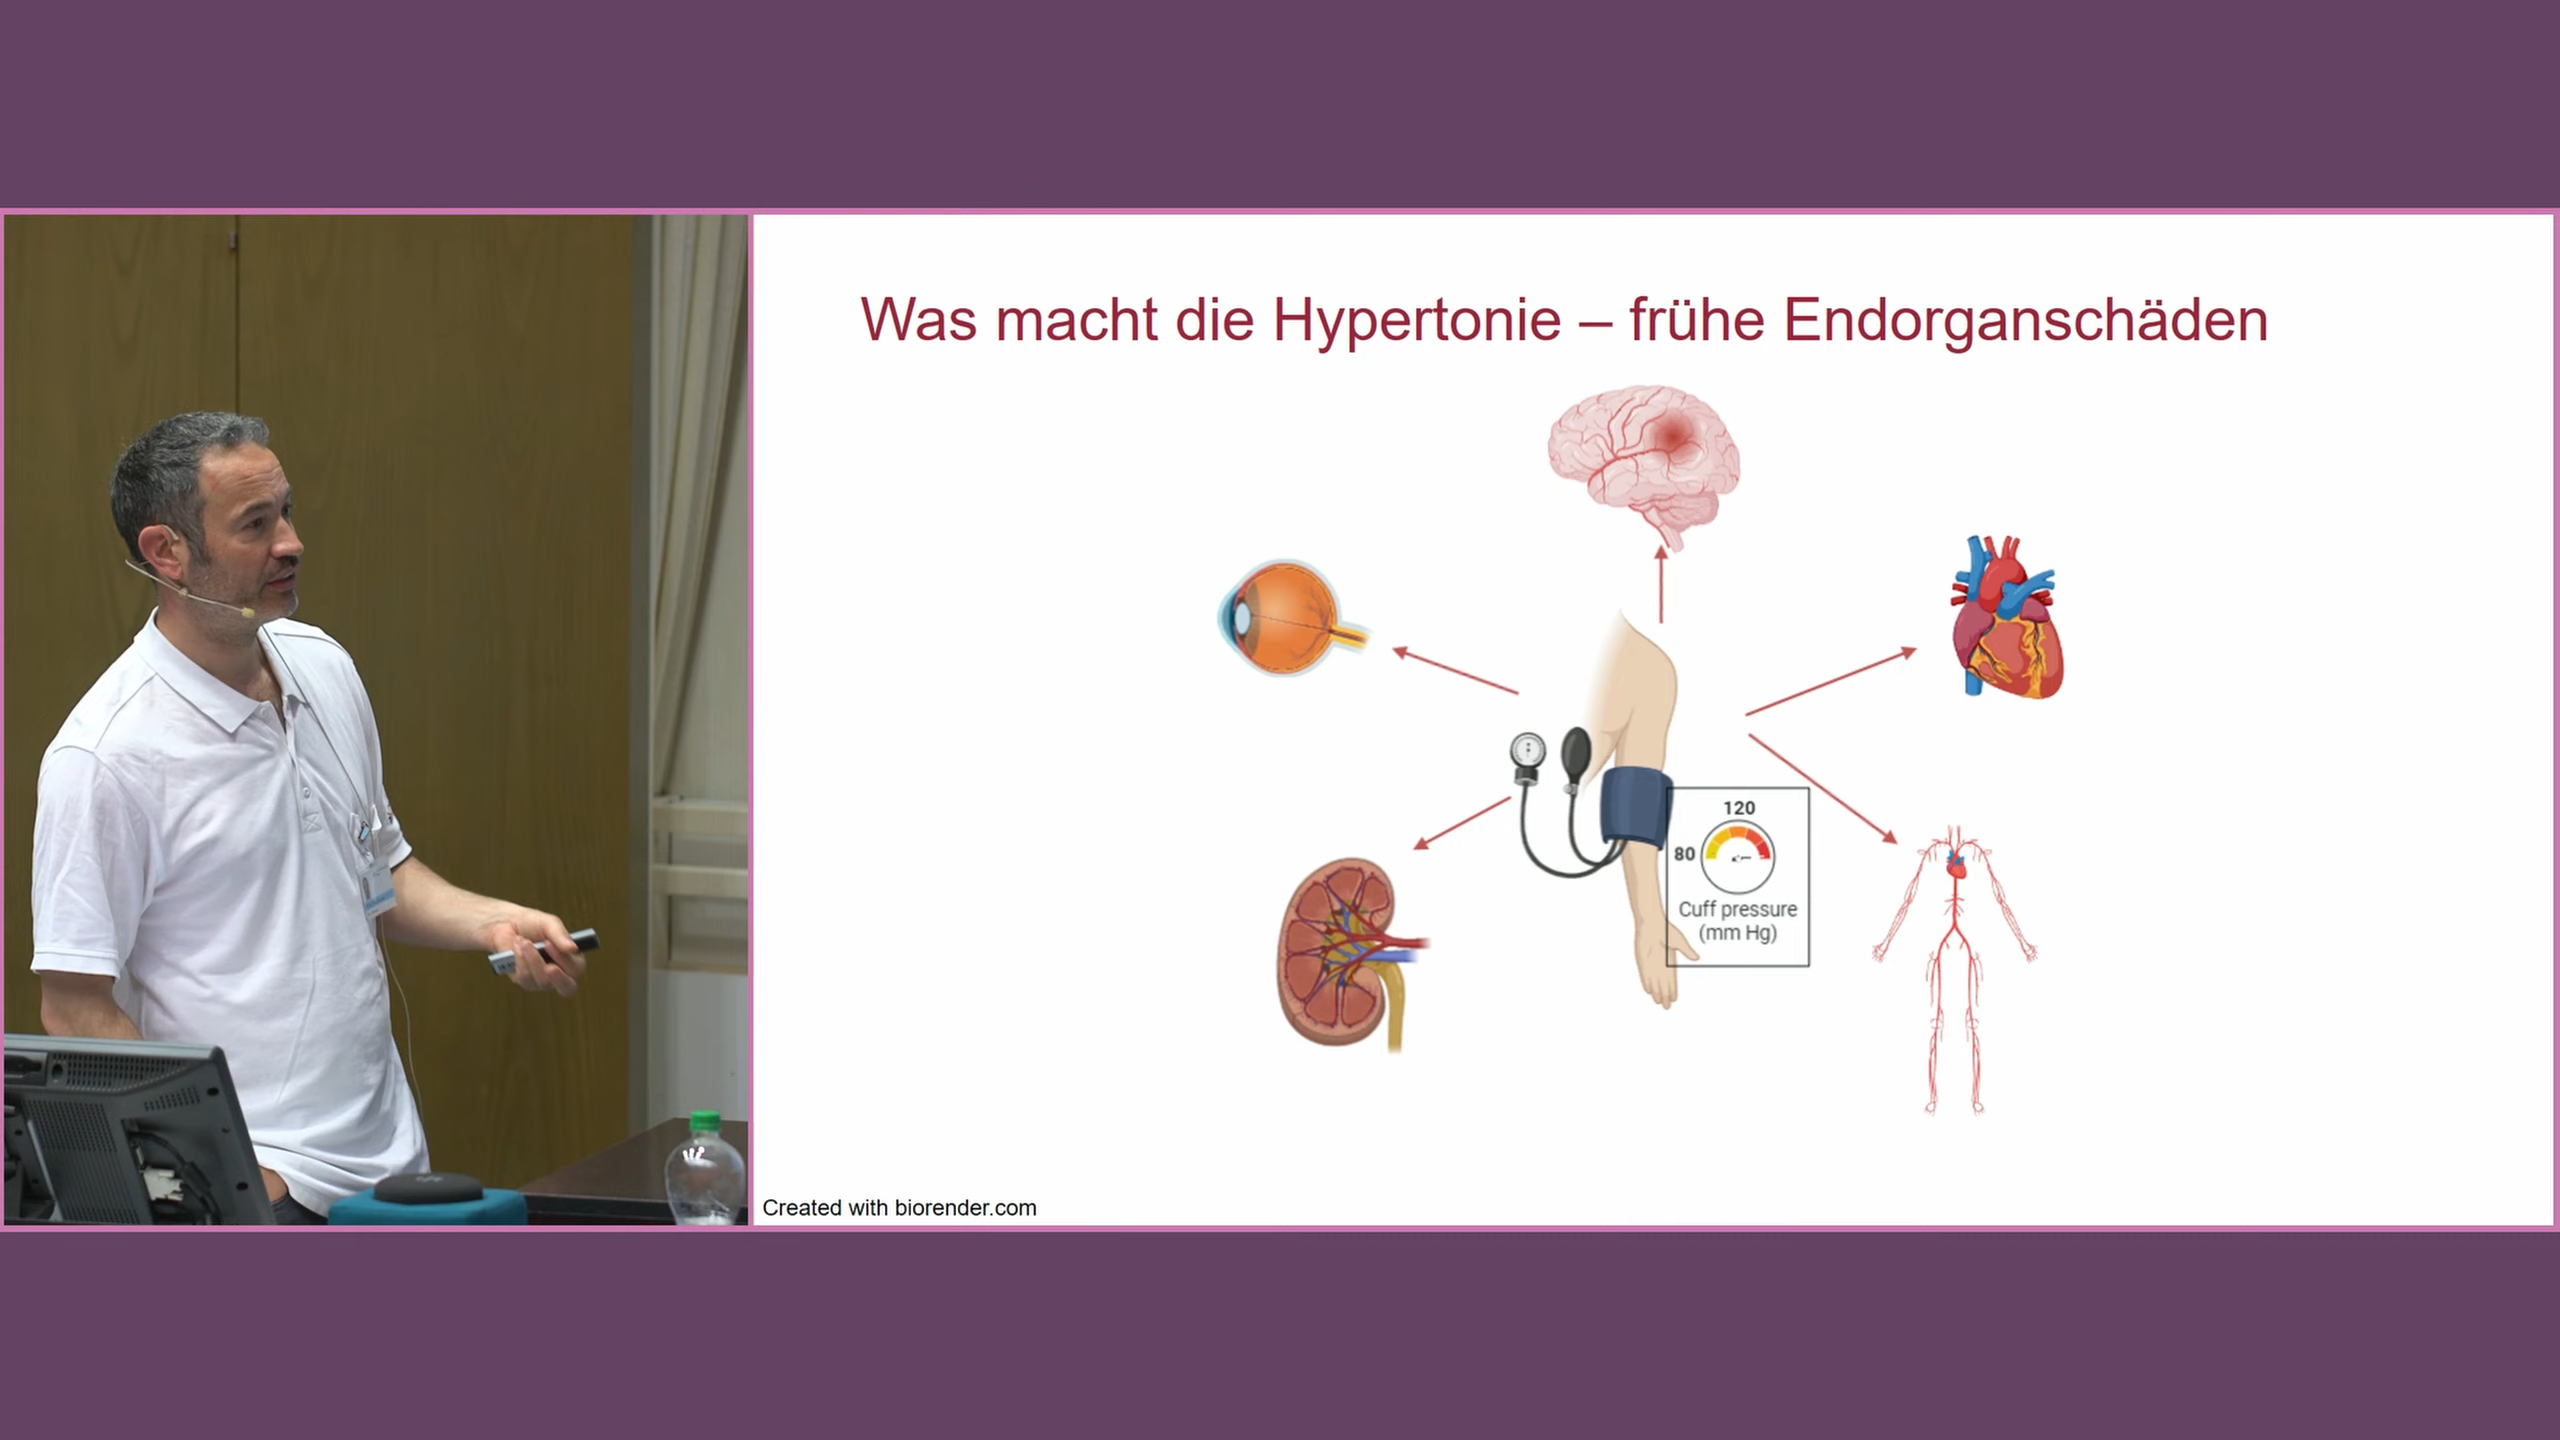 Was macht die Hypertonie – frühe Endorganschäden
120
80
Cuff pressure
(mm Hg)
Created with biorender.com